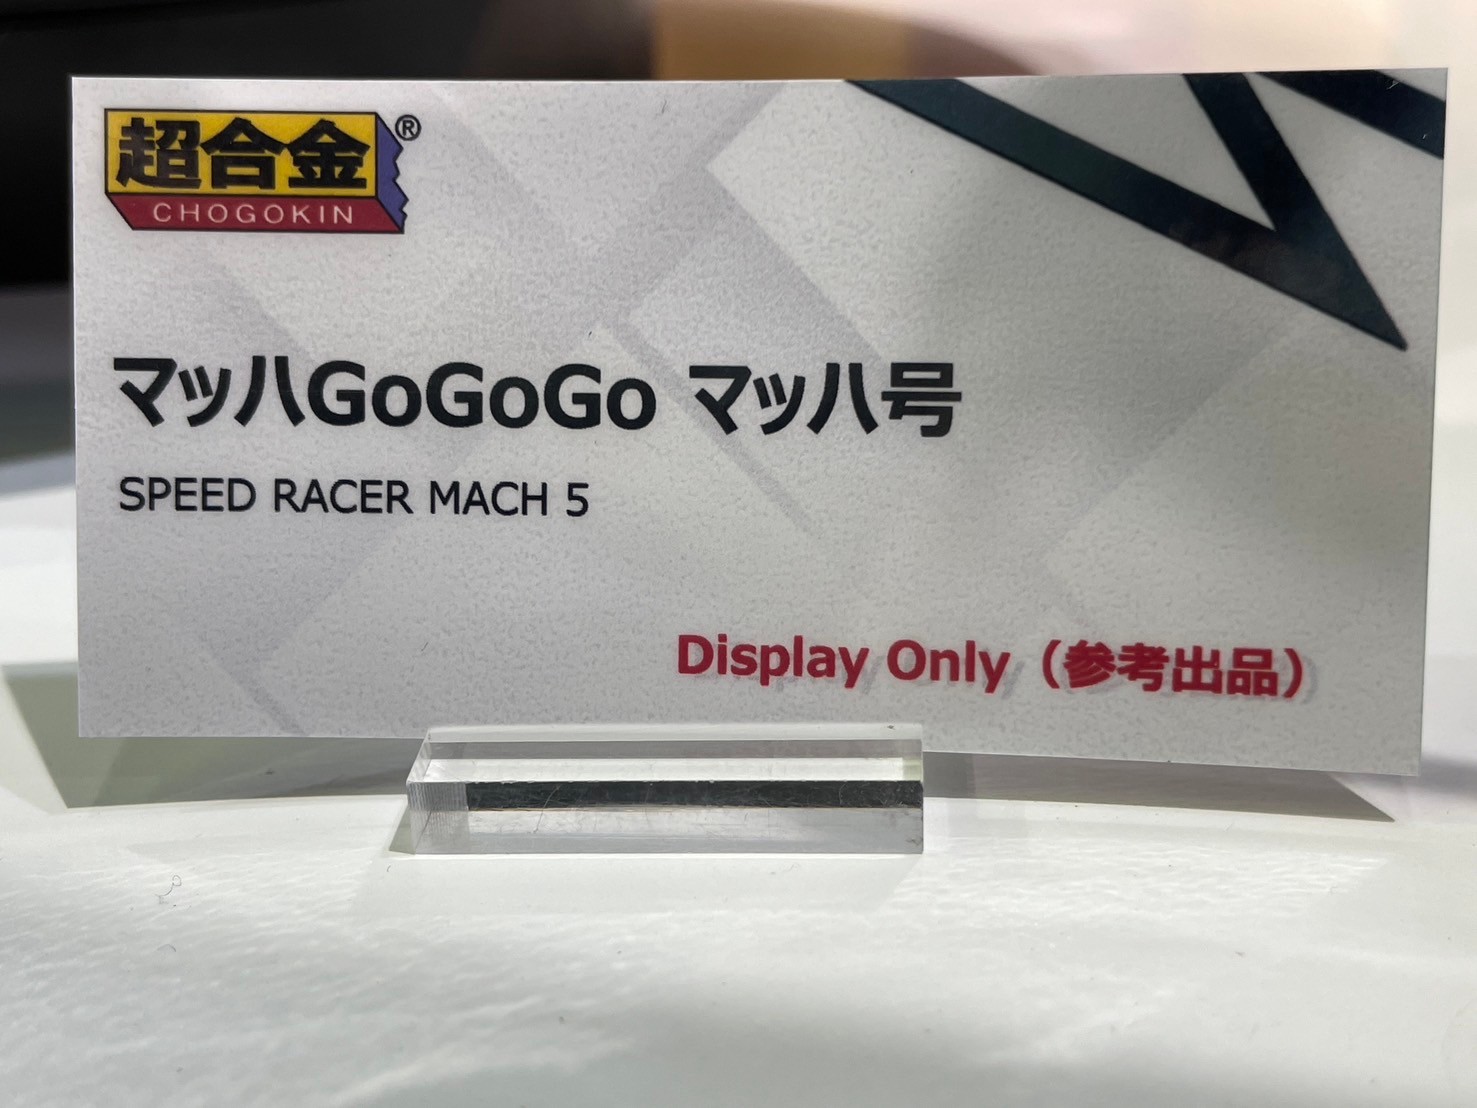 超合金®
CHOGOKIN
マッハGoGoGo マッハ号
SPEED RACER MACH 5
Display Only（参考出品）